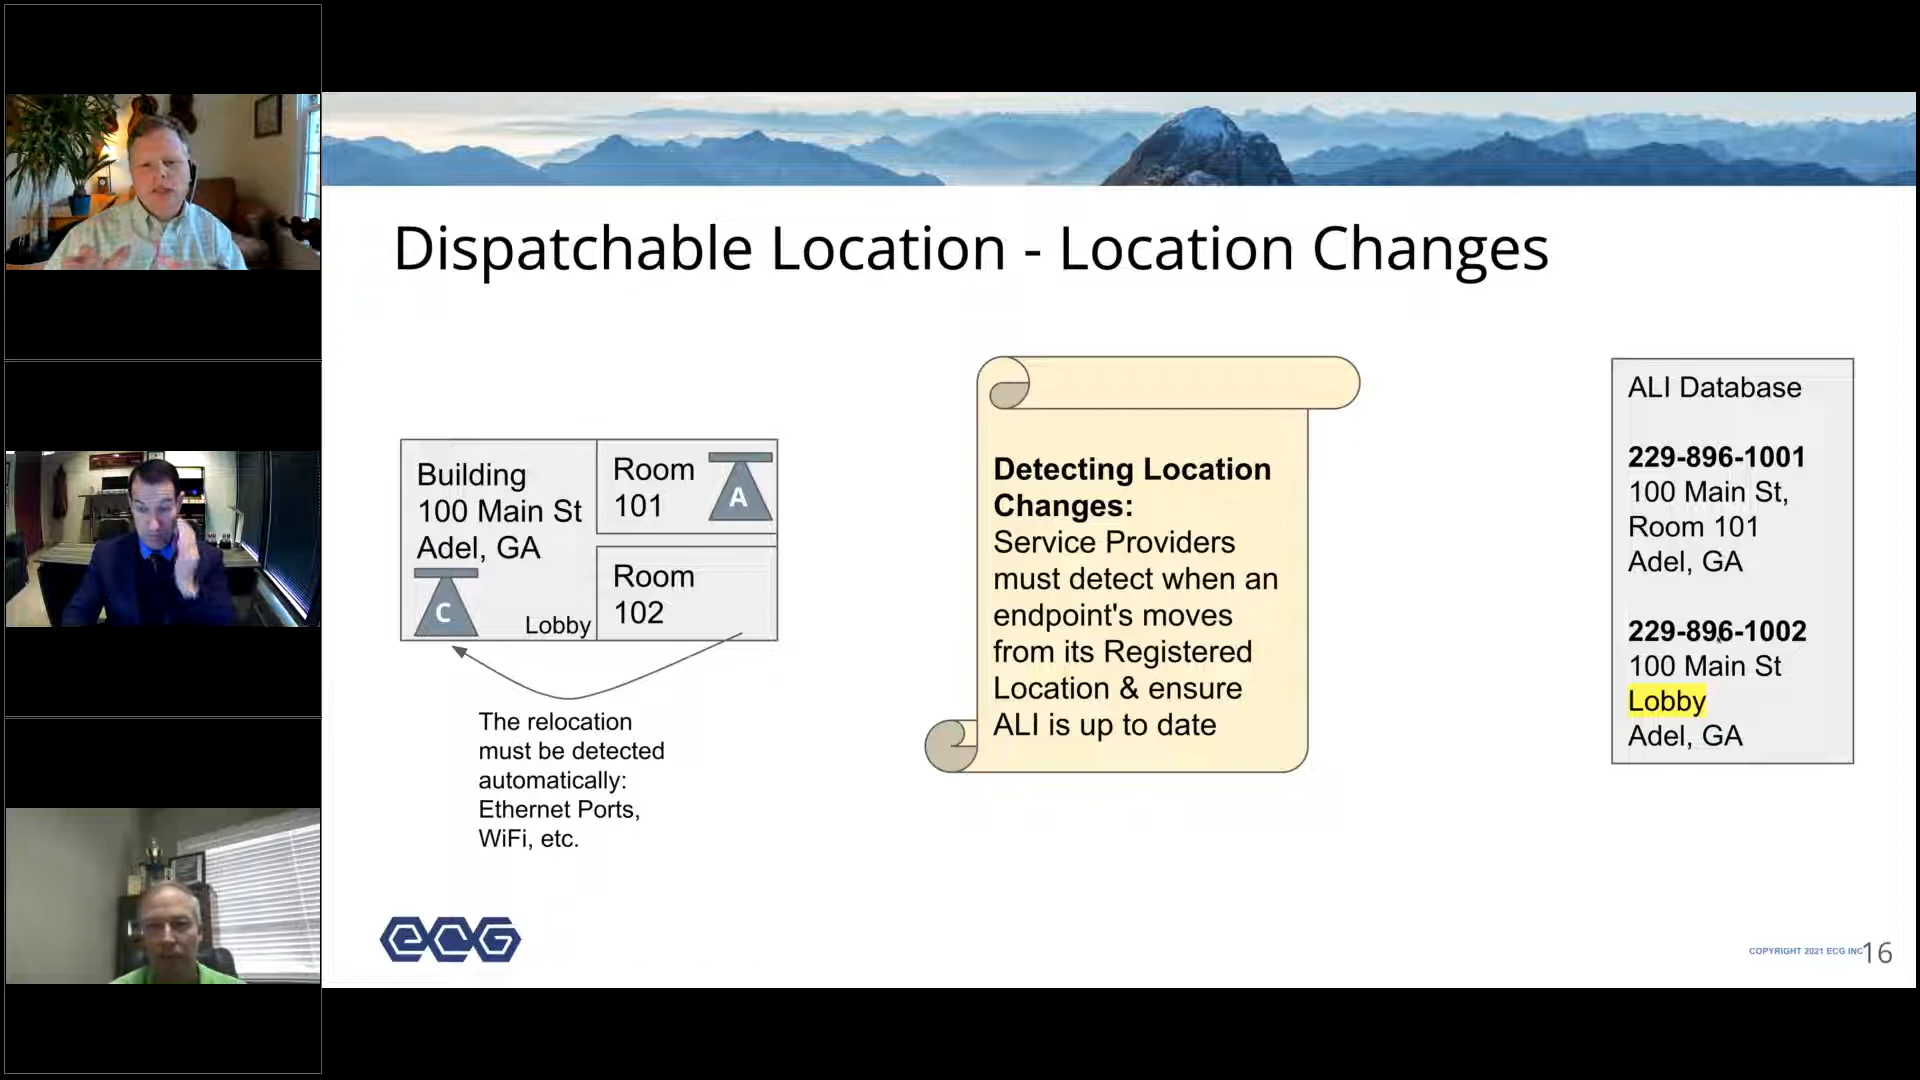 Dispatchable Location - Location Changes
Building
100 Main St
Adel, GA
C
Lobby
Room
101
A
Room
102
The relocation
must be detected
automatically:
Ethernet Ports,
WiFi, etc.
Detecting Location
Changes:
Service Providers
must detect when an
endpoint's moves
from its Registered
Location & ensure
ALI is up to date
ALI Database
229-896-1001
100 Main St,
Room 101
Adel, GA
229-896-1002
100 Main St
Lobby
Adel, GA
ECG
COPYRIGHT 2021 ECG INC
16